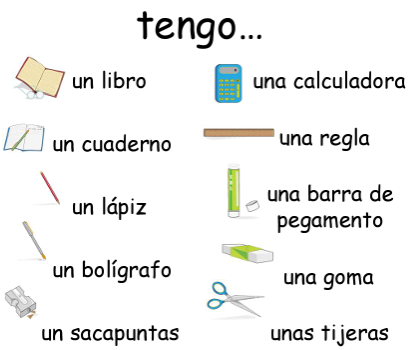 tengo...
un libro
un cuaderno
un lápiz
un bolígrafo
un sacapuntas
una calculadora
una regla
una barra de
pegamento
una goma
unas tijeras